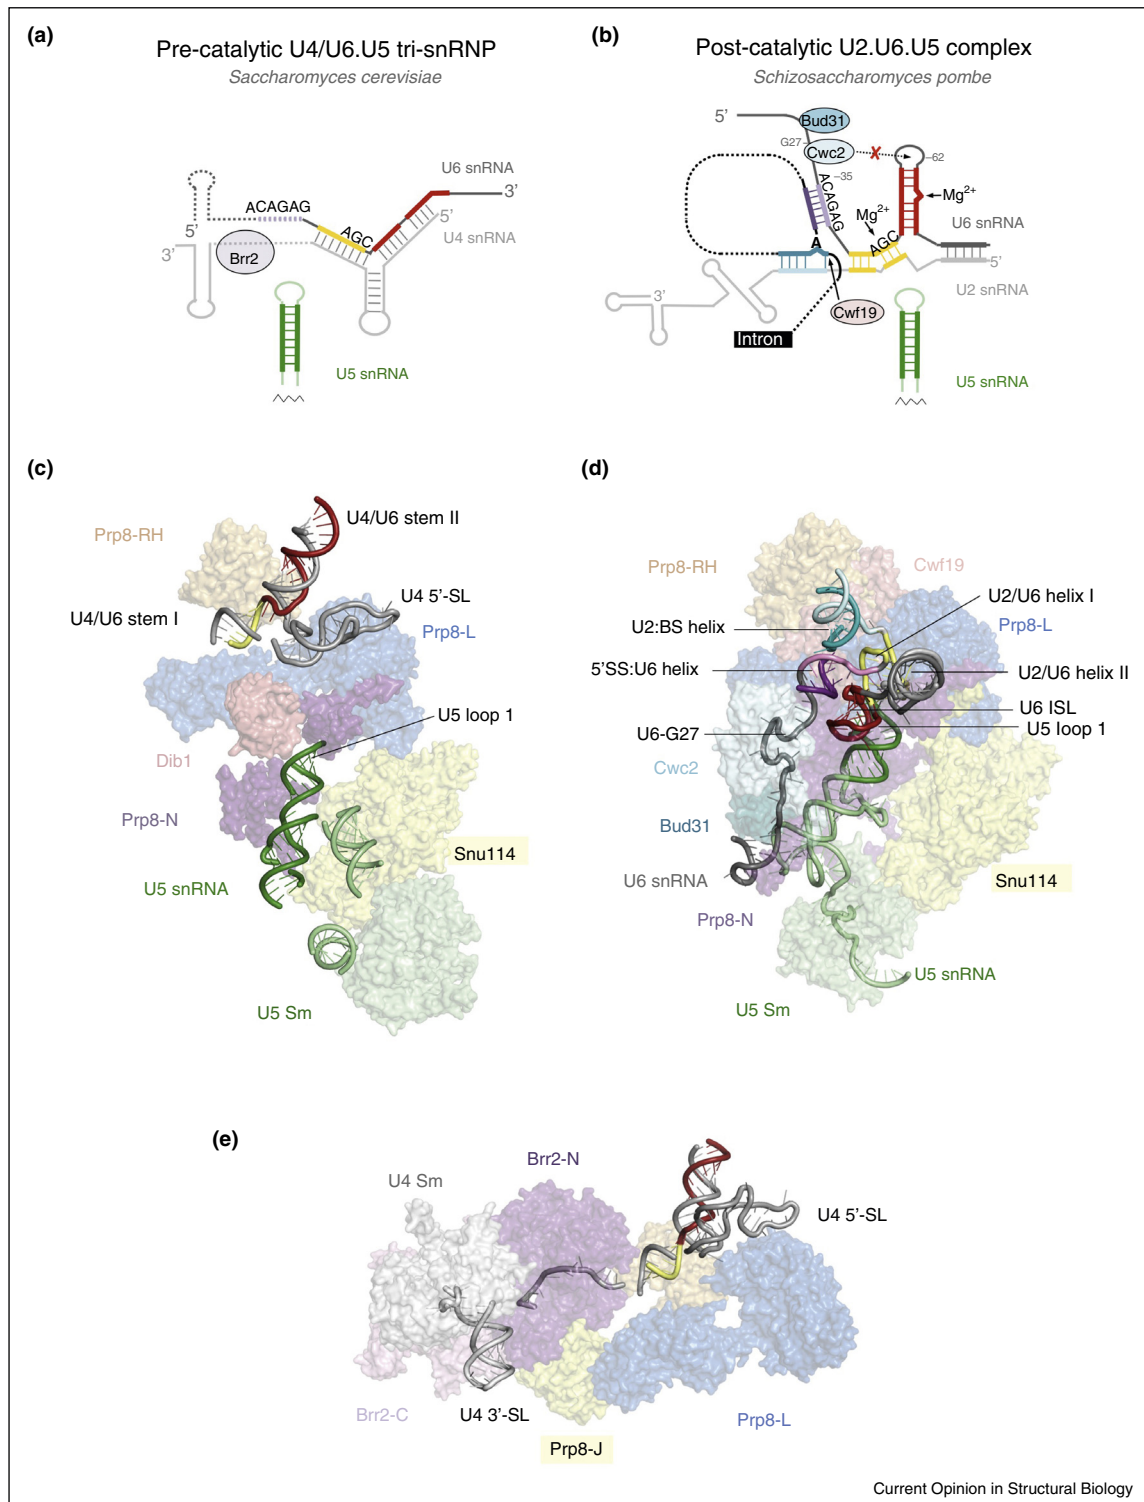 (a)
Pre-catalytic U4/U6.U5 tri-snRNP
Saccharomyces cerevisiae
U6 snRNA
3'
ACAGAG
5'
U4 snRNA
5'
AGC
3'
Brr2
U5 snRNA
(b)
Post-catalytic U2.U6.U5 complex
Schizosaccharomyces pombe
5'
Bud31
G27
Cwc2
–62
–35
ACAGAG
Mg2+
Mg2+
U6 snRNA
A
AGC
5'
U2 snRNA
3'
Cwf19
Intron
U5 snRNA
(c)
U4/U6 stem II
Prp8-RH
U4/U6 stem I
U4 5'-SL
Prp8-L
U5 loop 1
Dib1
Prp8-N
Snu114
U5 snRNA
U5 Sm
(d)
Prp8-RH
Cwf19
U2/U6 helix I
U2:BS helix
Prp8-L
5'SS:U6 helix
U2/U6 helix II
U6 ISL
U5 loop 1
U6-G27
Cwc2
Bud31
U6 snRNA
Snu114
Prp8-N
U5 snRNA
U5 Sm
(e)
Brr2-N
U4 Sm
U4 5'-SL
Brr2-C
U4 3'-SL
Prp8-L
Prp8-J
Current Opinion in Structural Biology